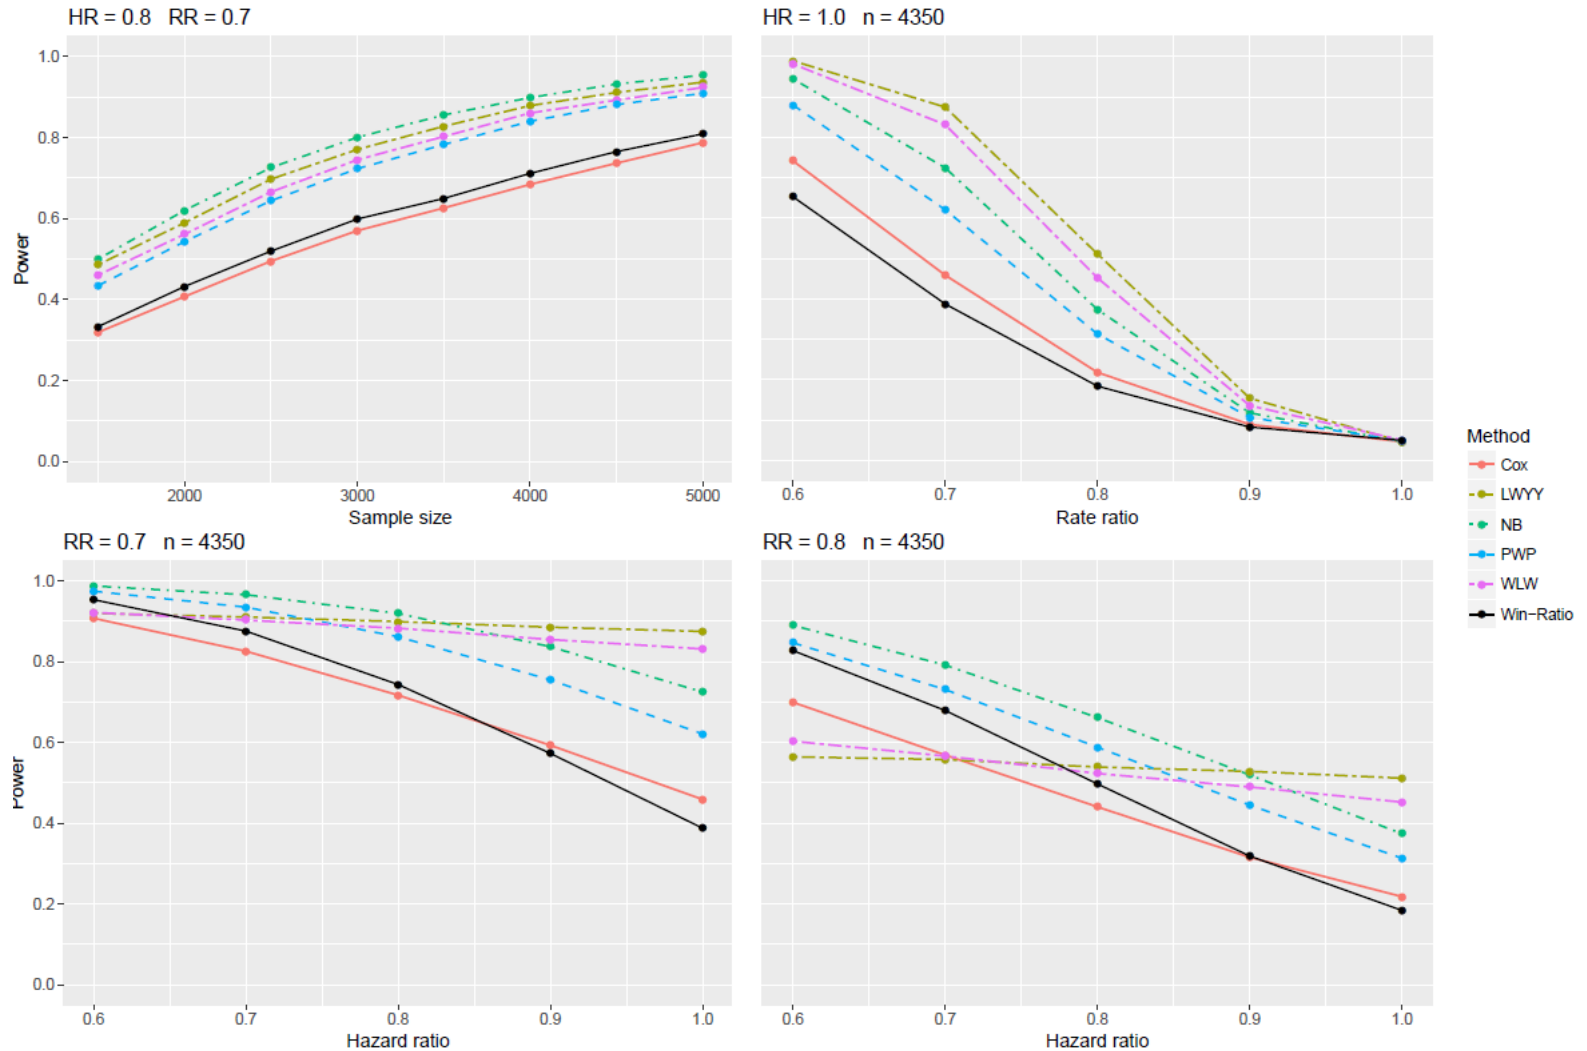 HR = 0.8   RR = 0.7
1.0
0.8
0.6
0.4
0.2
0.0
Power
2000 3000 4000 5000
Sample size
HR = 1.0   n = 4350
0.6 0.7 0.8 0.9 1.0
Rate ratio
RR = 0.7   n = 4350
1.0
0.8
0.6
0.4
0.2
0.0
Power
0.6 0.7 0.8 0.9 1.0
Hazard ratio
RR = 0.8   n = 4350
0.6 0.7 0.8 0.9 1.0
Hazard ratio
Method
Cox
LWYY
NB
PWP
WLW
Win-Ratio